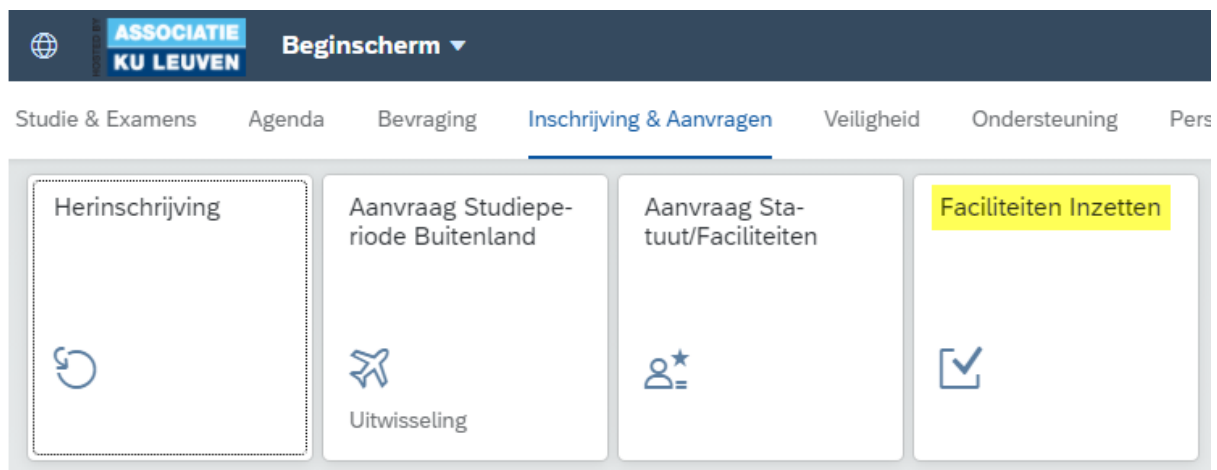 HOSTED BY
ASSOCIATIE
KU LEUVEN
Beginscherm
Studie & Examens Agenda Bevraging Inschrijving & Aanvragen Veiligheid Ondersteuning Pers
Herinschrijving
Aanvraag Studiepe-
riode Buitenland
Uitwisseling
Aanvraag Sta-
tuut/Faciliteiten
Faciliteiten Inzetten